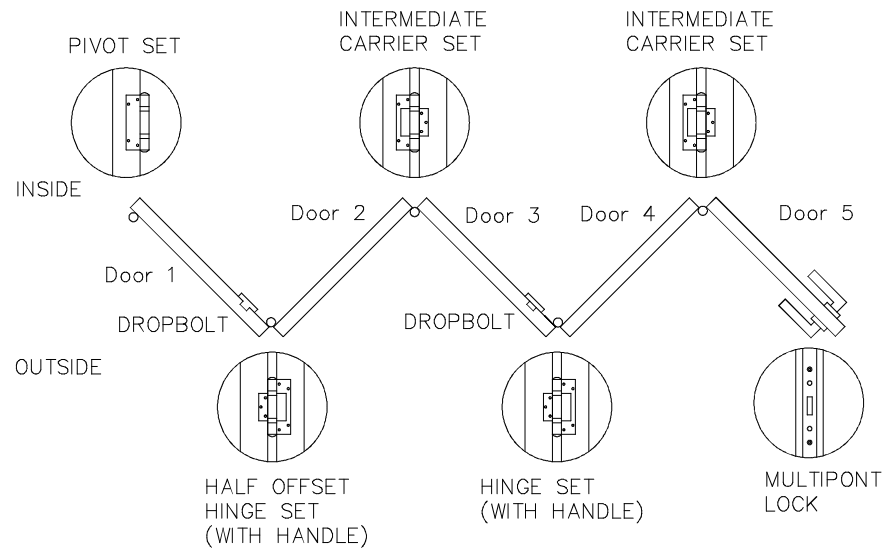 INTERMEDIATE
CARRIER SET
INTERMEDIATE
CARRIER SET
PIVOT SET
INSIDE
Door 2
Door 3
Door 4
Door 5
Door 1
DROPBOLT
DROPBOLT
OUTSIDE
HALF OFFSET
HINGE SET
(WITH HANDLE)
HINGE SET
(WITH HANDLE)
MULTIPONT
LOCK